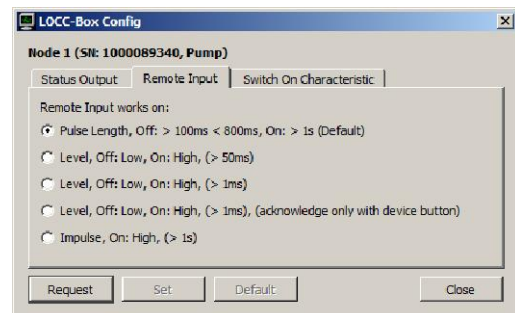 LOCC-Box Config
Node 1 (SN: 1000089340, Pump)
Status Output Remote Input Switch On Characteristic
Remote Input works on:
Pulse Length, Off: > 100ms < 800ms, On: > 1s (Default)
Level, Off: Low, On: High, (> 50ms)
Level, Off: Low, On: High, (> 1ms)
Level, Off: Low, On: High, (> 1ms), (acknowledge only with device button)
Impulse, On: High, (> 1s)
Request Set Default Close